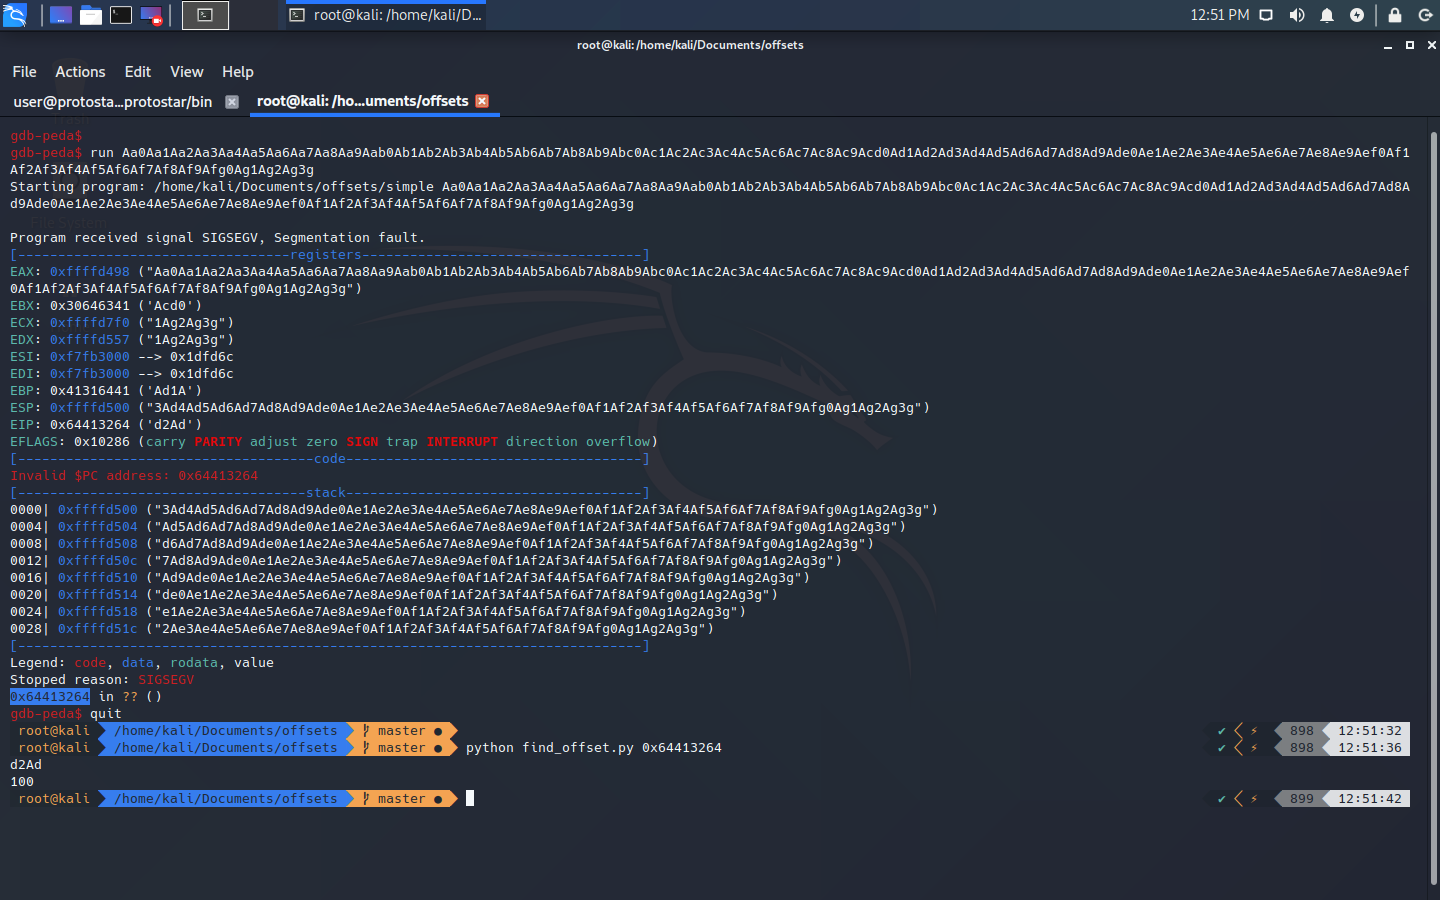 12:51 PM
root@kali: /home/kali/D...
root@kali: /home/kali/Documents/offsets
File Actions Edit View Help
user@protosta...protostar/bin
root@kali: /ho...uments/offsets
gdb-peda$
gdb-peda$ run Aa0Aa1Aa2Aa3Aa4Aa5Aa6Aa7Aa8Aa9Aab0Ab1Ab2Ab3Ab4Ab5Ab6Ab7Ab8Ab9Abc0Ac1Ac2Ac3Ac4Ac5Ac6Ac7Ac8Ac9Acd0Ad1Ad2Ad3Ad4Ad5Ad6Ad7Ad8Ad9Ade0Ae1Ae2Ae3Ae4Ae5Ae6Ae7Ae8Ae9Aef0Af1
Af2Af3Af4Af5Af6Af7Af8Af9Afg0Ag1Ag2Ag3g
Starting program: /home/kali/Documents/offsets/simple Aa0Aa1Aa2Aa3Aa4Aa5Aa6Aa7Aa8Aa9Aab0Ab1Ab2Ab3Ab4Ab5Ab6Ab7Ab8Ab9Abc0Ac1Ac2Ac3Ac4Ac5Ac6Ac7Ac8Ac9Acd0Ad1Ad2Ad3Ad4Ad5Ad6Ad7Ad8A
d9Ade0Ae1Ae2Ae3Ae4Ae5Ae6Ae7Ae8Ae9Aef0Af1Af2Af3Af4Af5Af6Af7Af8Af9Afg0Ag1Ag2Ag3g
File System
Program received signal SIGSEGV, Segmentation fault.
[----------------------------------registers-----------------------------------]
EAX: 0xffffd498 ("Aa0Aa1Aa2Aa3Aa4Aa5Aa6Aa7Aa8Aa9Aab0Ab1Ab2Ab3Ab4Ab5Ab6Ab7Ab8Ab9Abc0Ac1Ac2Ac3Ac4Ac5Ac6Ac7Ac8Ac9Acd0Ad1Ad2Ad3Ad4Ad5Ad6Ad7Ad8Ad9Ade0Ae1Ae2Ae3Ae4Ae5Ae6Ae7Ae8Ae9Aef
0Af1Af2Af3Af4Af5Af6Af7Af8Af9Afg0Ag1Ag2Ag3g")
EBX: 0x30646341 ('Acd0')
ECX: 0xffffd7f0 ("1Ag2Ag3g")
EDX: 0xffffd557 ("1Ag2Ag3g")
ESI: 0xf7fb3000 --> 0x1dfd6c
EDI: 0xf7fb3000 --> 0x1dfd6c
EBP: 0x41316441 ('Ad1A')
ESP: 0xffffd500 ("3Ad4Ad5Ad6Ad7Ad8Ad9Ade0Ae1Ae2Ae3Ae4Ae5Ae6Ae7Ae8Ae9Aef0Af1Af2Af3Af4Af5Af6Af7Af8Af9Afg0Ag1Ag2Ag3g")
EIP: 0x64413264 ('d2Ad')
EFLAGS: 0x10286 (carry PARITY adjust zero SIGN trap INTERRUPT direction overflow)
[-------------------------------------code-------------------------------------]
Invalid $PC address: 0x64413264
[------------------------------------stack-------------------------------------]
0000| 0xffffd500 ("3Ad4Ad5Ad6Ad7Ad8Ad9Ade0Ae1Ae2Ae3Ae4Ae5Ae6Ae7Ae8Ae9Aef0Af1Af2Af3Af4Af5Af6Af7Af8Af9Afg0Ag1Ag2Ag3g")
0004| 0xffffd504 ("Ad5Ad6Ad7Ad8Ad9Ade0Ae1Ae2Ae3Ae4Ae5Ae6Ae7Ae8Ae9Aef0Af1Af2Af3Af4Af5Af6Af7Af8Af9Afg0Ag1Ag2Ag3g")
0008| 0xffffd508 ("d6Ad7Ad8Ad9Ade0Ae1Ae2Ae3Ae4Ae5Ae6Ae7Ae8Ae9Aef0Af1Af2Af3Af4Af5Af6Af7Af8Af9Afg0Ag1Ag2Ag3g")
0012| 0xffffd50c ("7Ad8Ad9Ade0Ae1Ae2Ae3Ae4Ae5Ae6Ae7Ae8Ae9Aef0Af1Af2Af3Af4Af5Af6Af7Af8Af9Afg0Ag1Ag2Ag3g")
0016| 0xffffd510 ("Ad9Ade0Ae1Ae2Ae3Ae4Ae5Ae6Ae7Ae8Ae9Aef0Af1Af2Af3Af4Af5Af6Af7Af8Af9Afg0Ag1Ag2Ag3g")
0020| 0xffffd514 ("de0Ae1Ae2Ae3Ae4Ae5Ae6Ae7Ae8Ae9Aef0Af1Af2Af3Af4Af5Af6Af7Af8Af9Afg0Ag1Ag2Ag3g")
0024| 0xffffd518 ("e1Ae2Ae3Ae4Ae5Ae6Ae7Ae8Ae9Aef0Af1Af2Af3Af4Af5Af6Af7Af8Af9Afg0Ag1Ag2Ag3g")
0028| 0xffffd51c ("2Ae3Ae4Ae5Ae6Ae7Ae8Ae9Aef0Af1Af2Af3Af4Af5Af6Af7Af8Af9Afg0Ag1Ag2Ag3g")
[------------------------------------------------------------------------------]
Legend: code, data, rodata, value
Stopped reason: SIGSEGV
0x64413264 in ?? ()
gdb-peda$ quit
root@kali /home/kali/Documents/offsets master ● ✔ ⚡ 898 12:51:32
root@kali /home/kali/Documents/offsets master ● python find_offset.py 0x64413264 ✔ ⚡ 898 12:51:36
d2Ad
100
root@kali /home/kali/Documents/offsets master ● ✔ ⚡ 899 12:51:42